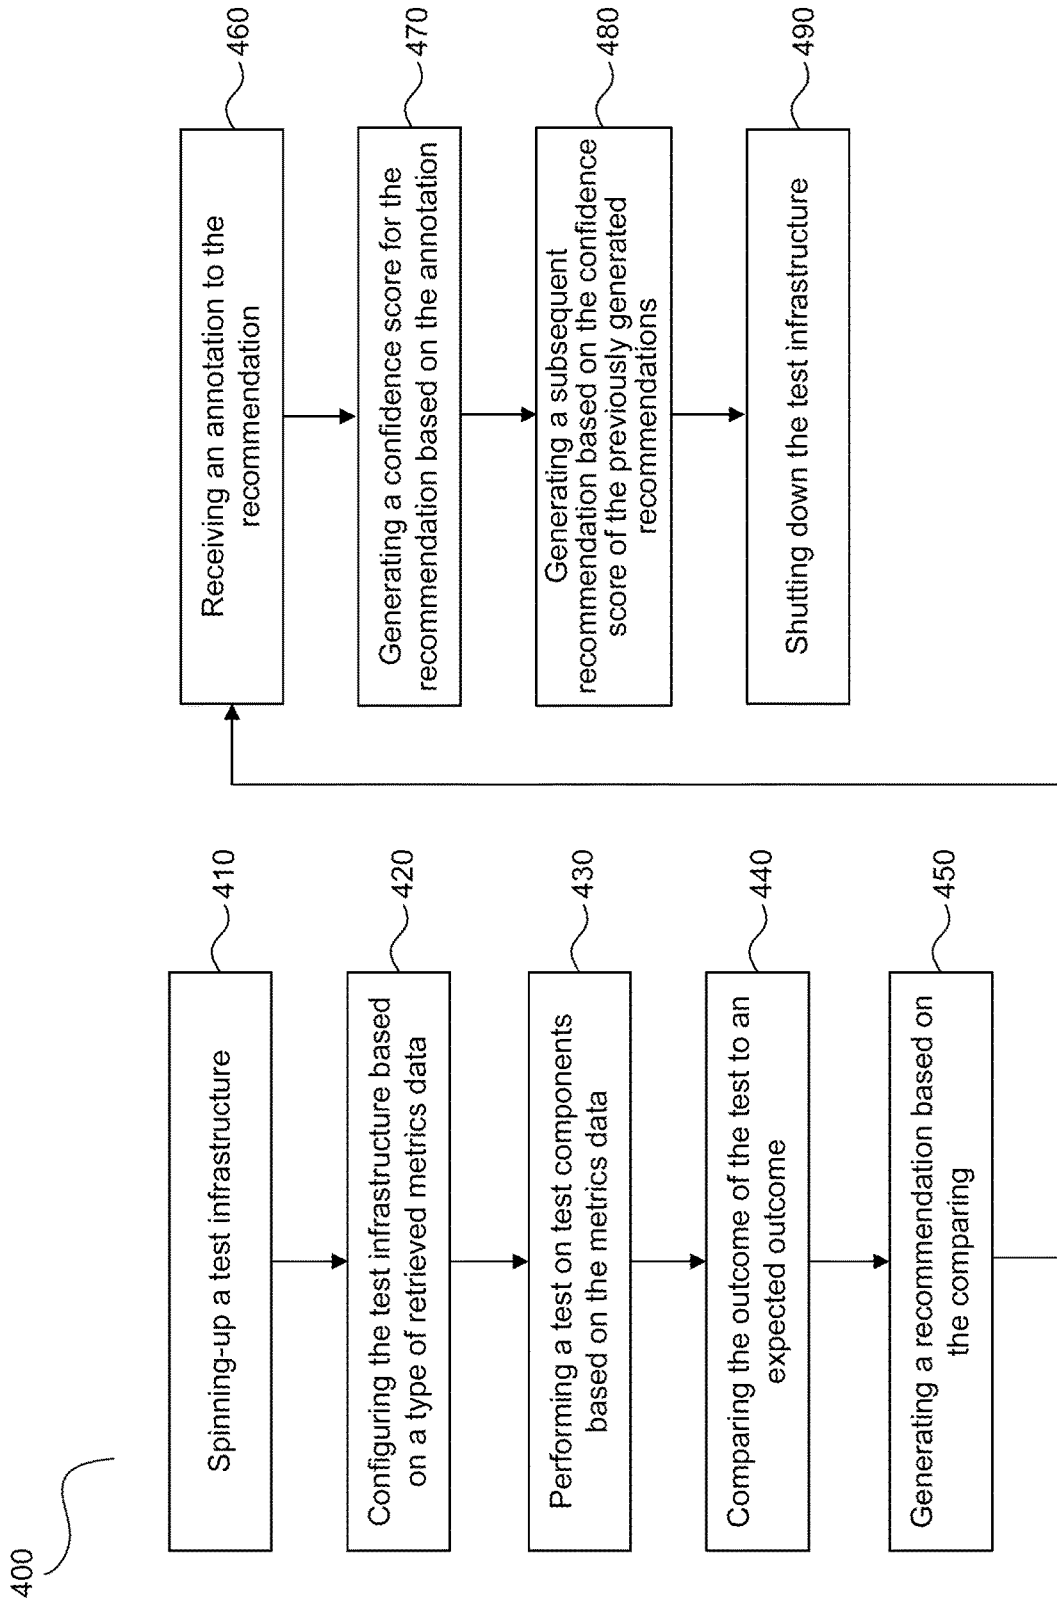 400
Spinning-up a test infrastructure
410
Configuring the test infrastructure based
on a type of retrieved metrics data
420
Performing a test on test components
based on the metrics data
430
Comparing the outcome of the test to an
expected outcome
440
Generating a recommendation based on
the comparing
450
Receiving an annotation to the
recommendation
460
Generating a confidence score for the
recommendation based on the annotation
470
Generating a subsequent
recommendation based on the confidence
score of the previously generated
recommendations
480
Shutting down the test infrastructure
490